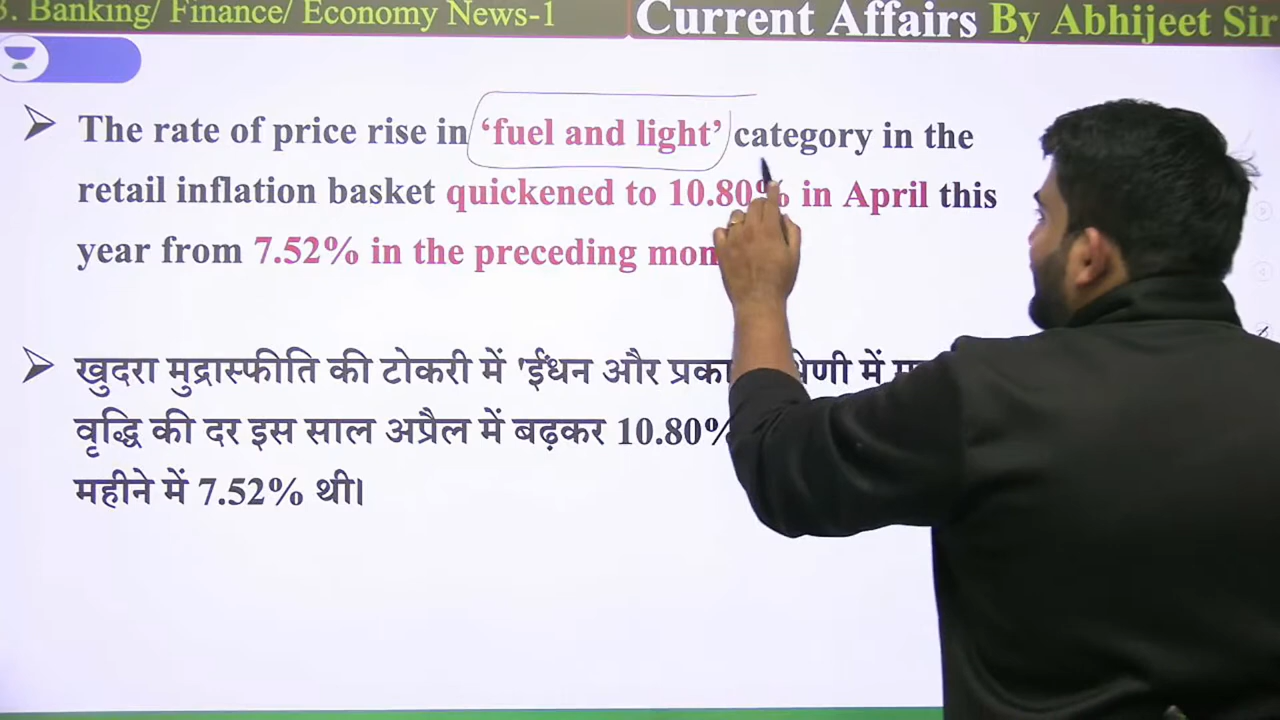 3. Banking/ Finance/ Economy News-1
Current Affairs By Abhijeet Sir
The rate of price rise in ‘fuel and light’ category in the
retail inflation basket quickened to 10.80% in April this
year from 7.52% in the preceding
खुदरा मुद्रास्फीति की टोकरी में 'ईंधन और में
वृद्धि की दर इस साल अप्रैल में बढ़कर 10.80%
महीने में 7.52% थी।